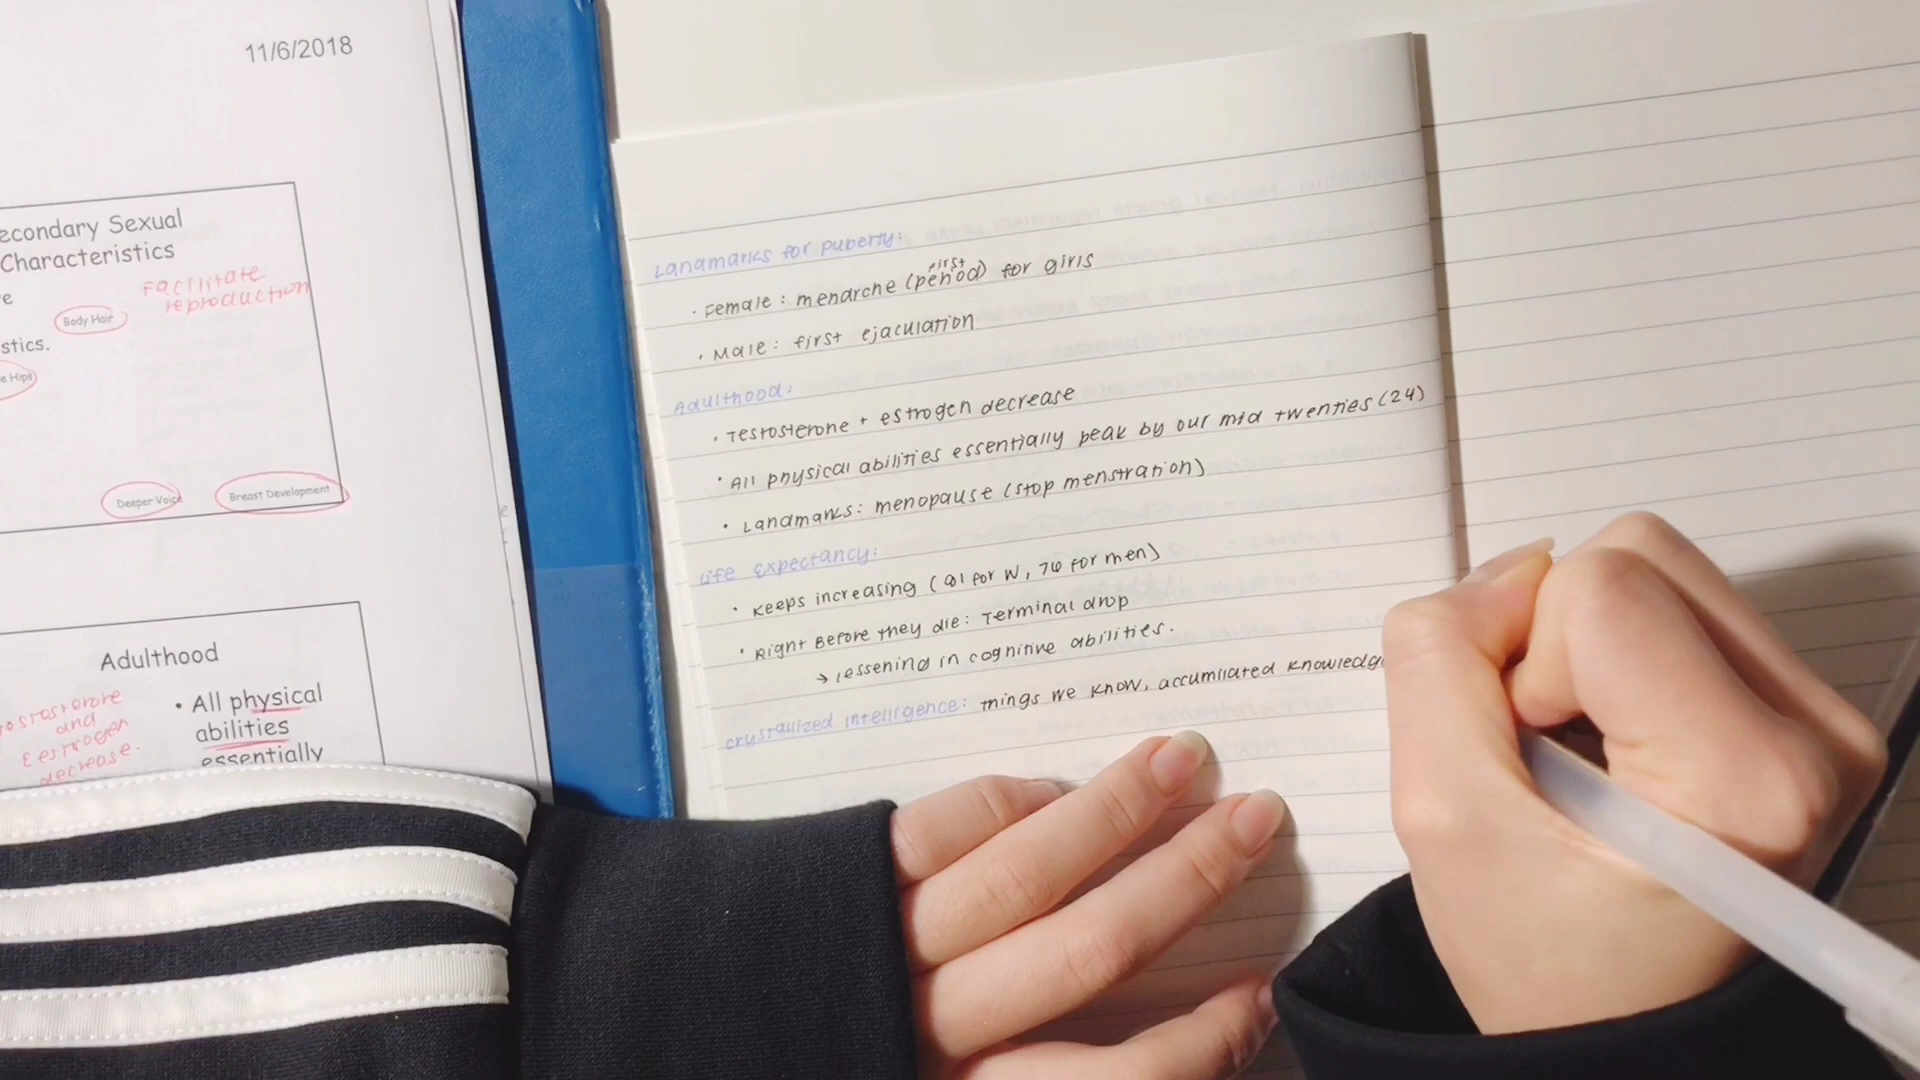 11/6/2018
econdary Sexual
Characteristics
e
Facilitate
reproduction
Body Hair
stics.
e Hips
Deeper Voice
Breast Development
Adulthood
and
Estrogen
decrease.
• All physical
abilities
essentially
Landmarks for puberty:
first
· Female: menarche (period) for girls
· Male: first ejaculation
Adulthood:
· Testosterone + estrogen decrease
· All physical abilities essentially peak by our mid twenties (24)
· Landmarks: menopause (stop menstration)
Life Expectancy:
· Keeps increasing (81 for W, 76 for men)
· Right Before they die: Terminal drop
→ lessening in cognitive abilities.
crystallized intelligence: things we know, accumliated knowledge